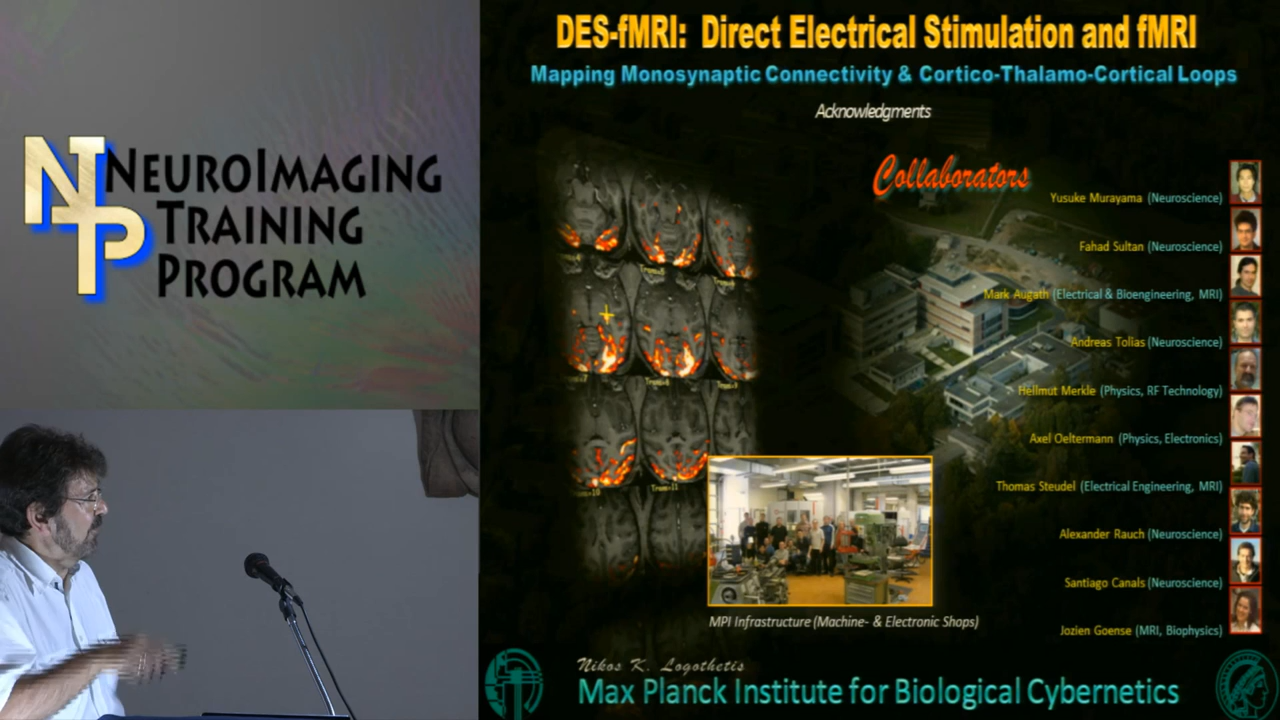 NTP
NEUROIMAGING
TRAINING
PROGRAM
DES-fMRI: Direct Electrical Stimulation and fMRI
Mapping Monosynaptic Connectivity & Cortico-Thalamo-Cortical Loops
Acknowledgments
Collaborators
Yusuke Murayama (Neuroscience)
Fahad Sultan (Neuroscience)
Mark Augath (Electrical & Bioengineering, MRI)
Andreas Tolias (Neuroscience)
Hellmut Merkle (Physics, RF Technology)
Axel Oeltermann (Physics, Electronics)
Thomas Steudel (Electrical Engineering, MRI)
Alexander Rauch (Neuroscience)
Santiago Canals (Neuroscience)
Jozien Goense (MRI, Biophysics)
MPI Infrastructure (Machine- & Electronic Shops)
Nikos K. Logothetis
Max Planck Institute for Biological Cybernetics